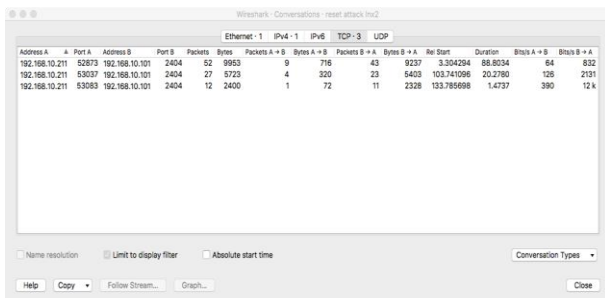 Wireshark · Conversations · reset attack lnx2
Ethernet · 1 IPv4 · 1 IPv6 TCP · 3 UDP
Address A Port A Address B Port B Packets Bytes Packets A → B Bytes A → B Packets B → A Bytes B → A Rel Start Duration Bits/s A → B Bits/s B → A
192.168.10.211 52873 192.168.10.101 2404 52 9953 9 716 43 9237 3.304294 88.8034 64 832
192.168.10.211 53037 192.168.10.101 2404 27 5723 4 320 23 5403 103.741096 20.2780 126 2131
192.168.10.211 53083 192.168.10.101 2404 12 2400 1 72 11 2328 133.785698 1.4737 390 12 k
Name resolution Limit to display filter Absolute start time Conversation Types
Help Copy Follow Stream... Graph... Close